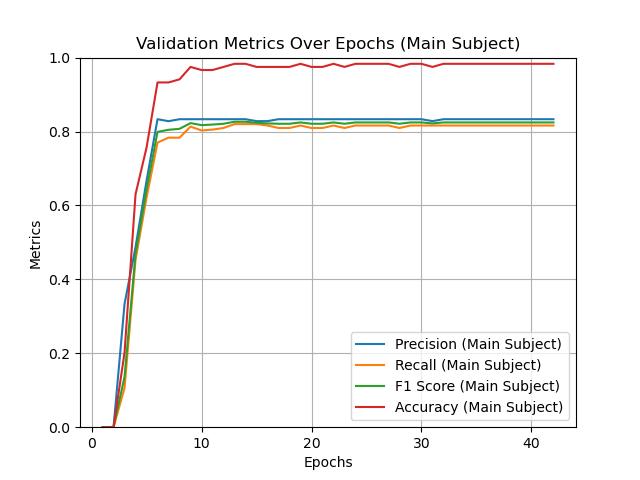 Validation Metrics Over Epochs (Main Subject)
1.0
0.8
0.6
0.4
0.2
0.0
Metrics
Precision (Main Subject)
Recall (Main Subject)
F1 Score (Main Subject)
Accuracy (Main Subject)
0 10 20 30 40
Epochs